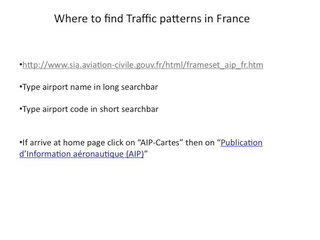 Where to find Traffic patterns in France
•http://www.sia.aviation-civile.gouv.fr/html/frameset_aip_fr.htm
•Type airport name in long searchbar
•Type airport code in short searchbar
•If arrive at home page click on “AIP-Cartes” then on “Publication
d’Information aéronautique (AIP)”